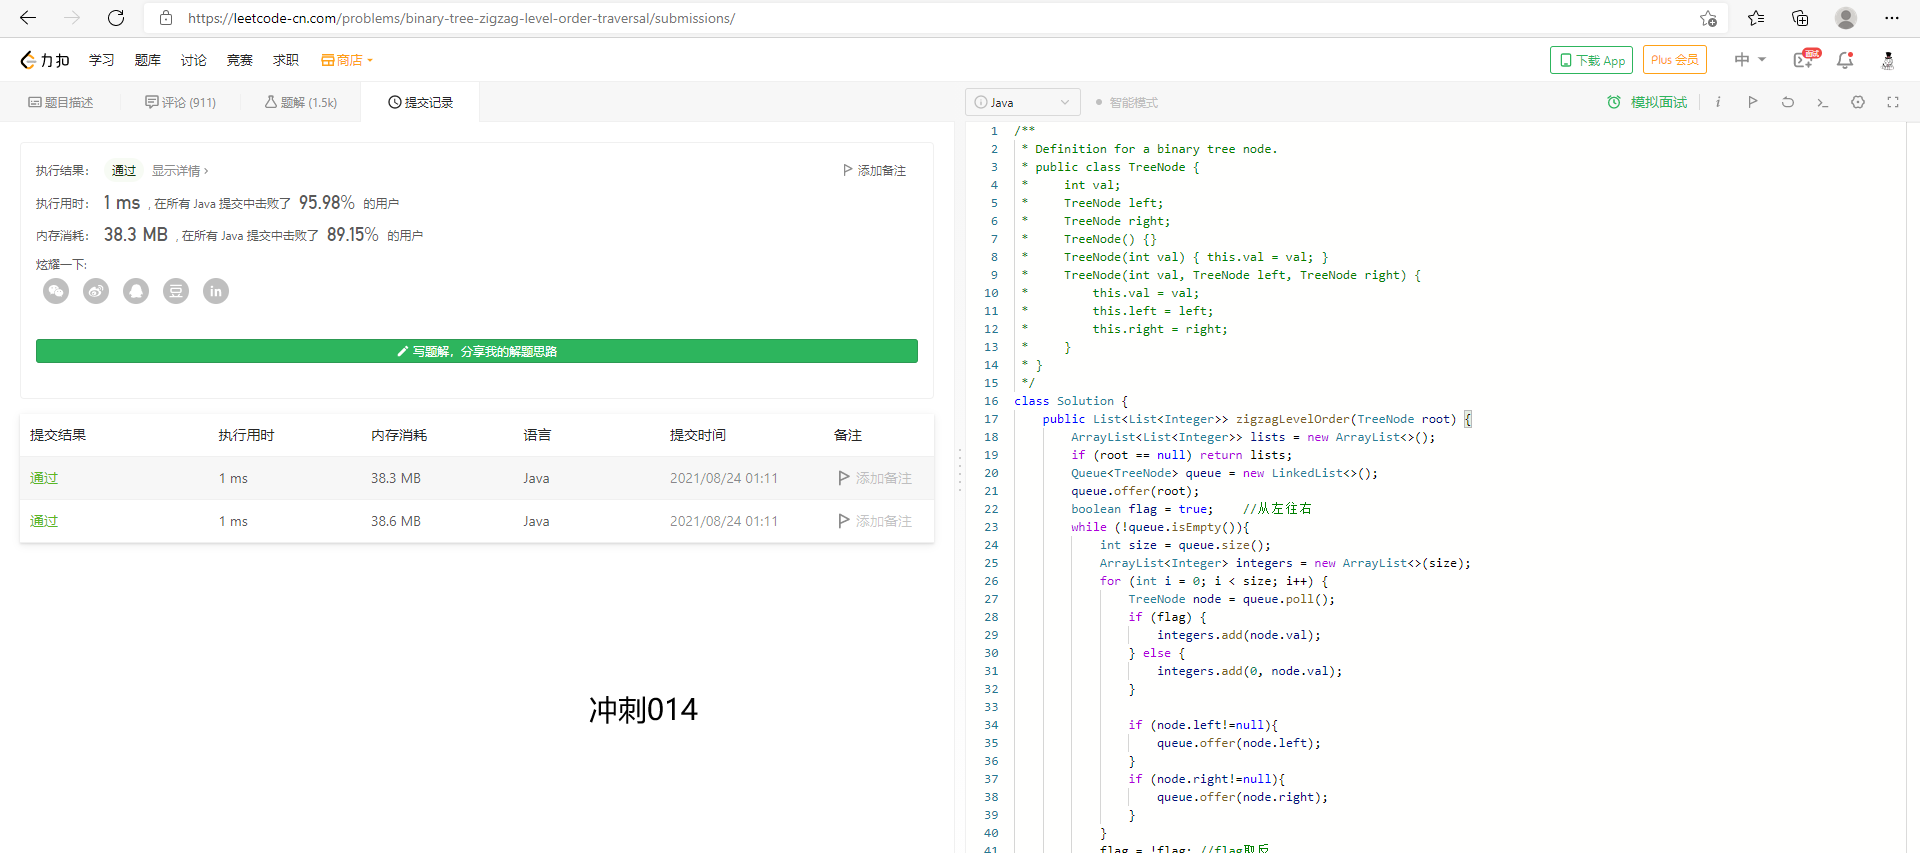 https://leetcode-cn.com/problems/binary-tree-zigzag-level-order-traversal/submissions/
力扣 学习 题库 讨论 竞赛 求职 商店 下载 App Plus 会员 中 面试
题目描述 评论 (911) 题解 (1.5k) 提交记录
执行结果: 通过 显示详情 › 添加备注
执行用时: 1 ms , 在所有 Java 提交中击败了 95.98% 的用户
内存消耗: 38.3 MB , 在所有 Java 提交中击败了 89.15% 的用户
炫耀一下:
豆 in
写题解, 分享我的解题思路
提交结果 执行用时 内存消耗 语言 提交时间 备注
通过 1 ms 38.3 MB Java 2021/08/24 01:11 添加备注
通过 1 ms 38.6 MB Java 2021/08/24 01:11 添加备注
冲刺014
Java 智能模式 模拟面试
1 /**
2 * Definition for a binary tree node.
3 * public class TreeNode {
4 * int val;
5 * TreeNode left;
6 * TreeNode right;
7 * TreeNode() {}
8 * TreeNode(int val) { this.val = val; }
9 * TreeNode(int val, TreeNode left, TreeNode right) {
10 * this.val = val;
11 * this.left = left;
12 * this.right = right;
13 * }
14 * }
15 */
16 class Solution {
17 public List<List<Integer>> zigzagLevelOrder(TreeNode root) {
18 ArrayList<List<Integer>> lists = new ArrayList<>();
19 if (root == null) return lists;
20 Queue<TreeNode> queue = new LinkedList<>();
21 queue.offer(root);
22 boolean flag = true; //从左往右
23 while (!queue.isEmpty()){
24 int size = queue.size();
25 ArrayList<Integer> integers = new ArrayList<>(size);
26 for (int i = 0; i < size; i++) {
27 TreeNode node = queue.poll();
28 if (flag) {
29 integers.add(node.val);
30 } else {
31 integers.add(0, node.val);
32 }
33
34 if (node.left!=null){
35 queue.offer(node.left);
36 }
37 if (node.right!=null){
38 queue.offer(node.right);
39 }
40 }
41 flag = !flag; //flag取反